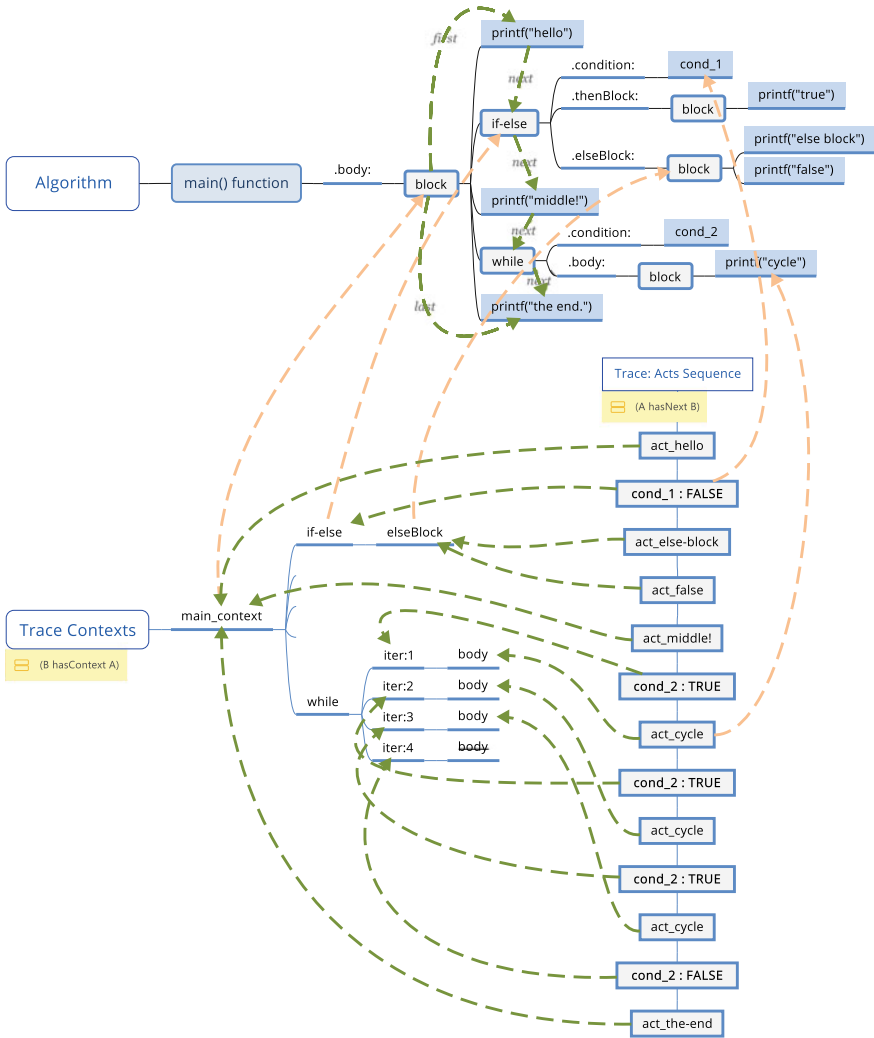 first
printf("hello")
next
.condition:
cond_1
.thenBlock:
block
printf("true")
if-else
printf("else block")
.elseBlock:
block
printf("false")
next
Algorithm
main() function
.body:
block
printf("middle!")
next
.condition:
cond_2
while
.body:
block
printf("cycle")
next
last
printf("the end.")
Trace: Acts Sequence
(A hasNext B)
act_hello
cond_1 : FALSE
if-else
elseBlock
act_else-block
act_false
main_context
Trace Contexts
(B hasContext A)
act_middle!
iter:1
body
iter:2
body
cond_2 : TRUE
while
iter:3
body
act_cycle
iter:4
body
cond_2 : TRUE
act_cycle
cond_2 : TRUE
act_cycle
cond_2 : FALSE
act_the-end